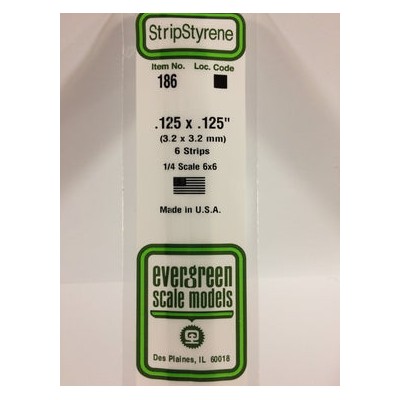 StripStyrene
Item No. Loc. Code
186
.125 x .125"
(3.2 x 3.2 mm)
6 Strips
1/4 Scale 6x6
Made in U.S.A.
evergreen
scale models
Des Plaines, IL 60018